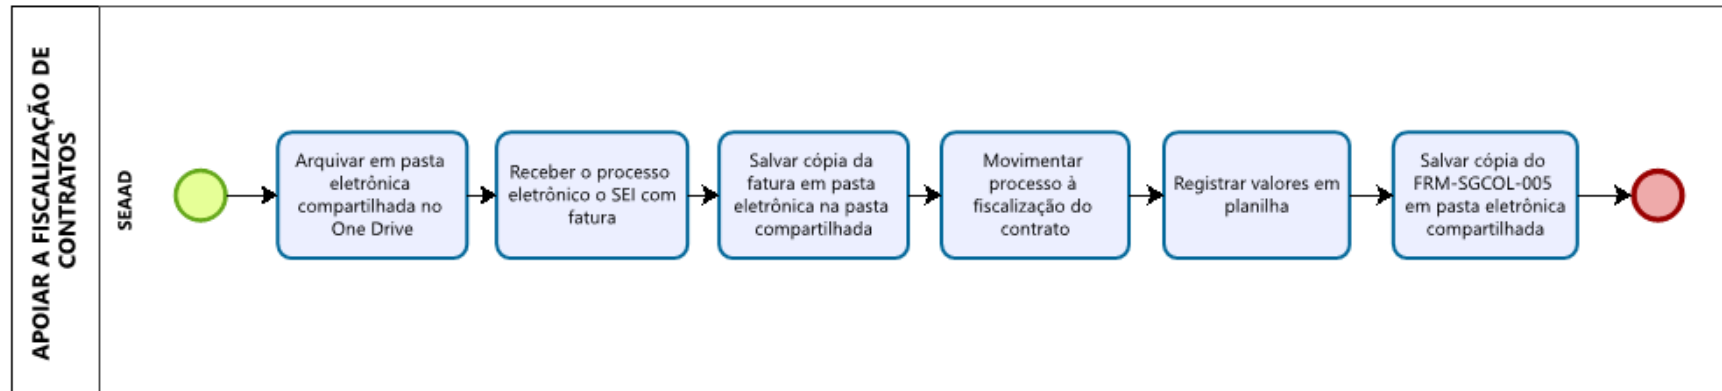 APOIAR A FISCALIZAÇÃO DE
CONTRATOS
SEAAD
Arquivar em pasta
eletrônica
compartilhada no
One Drive
Receber o processo
eletrônico o SEI com
fatura
Salvar cópia da
fatura em pasta
eletrônica na pasta
compartilhada
Movimentar
processo à
fiscalização do
contrato
Registrar valores em
planilha
Salvar cópia do
FRM-SGCOL-005
em pasta eletrônica
compartilhada